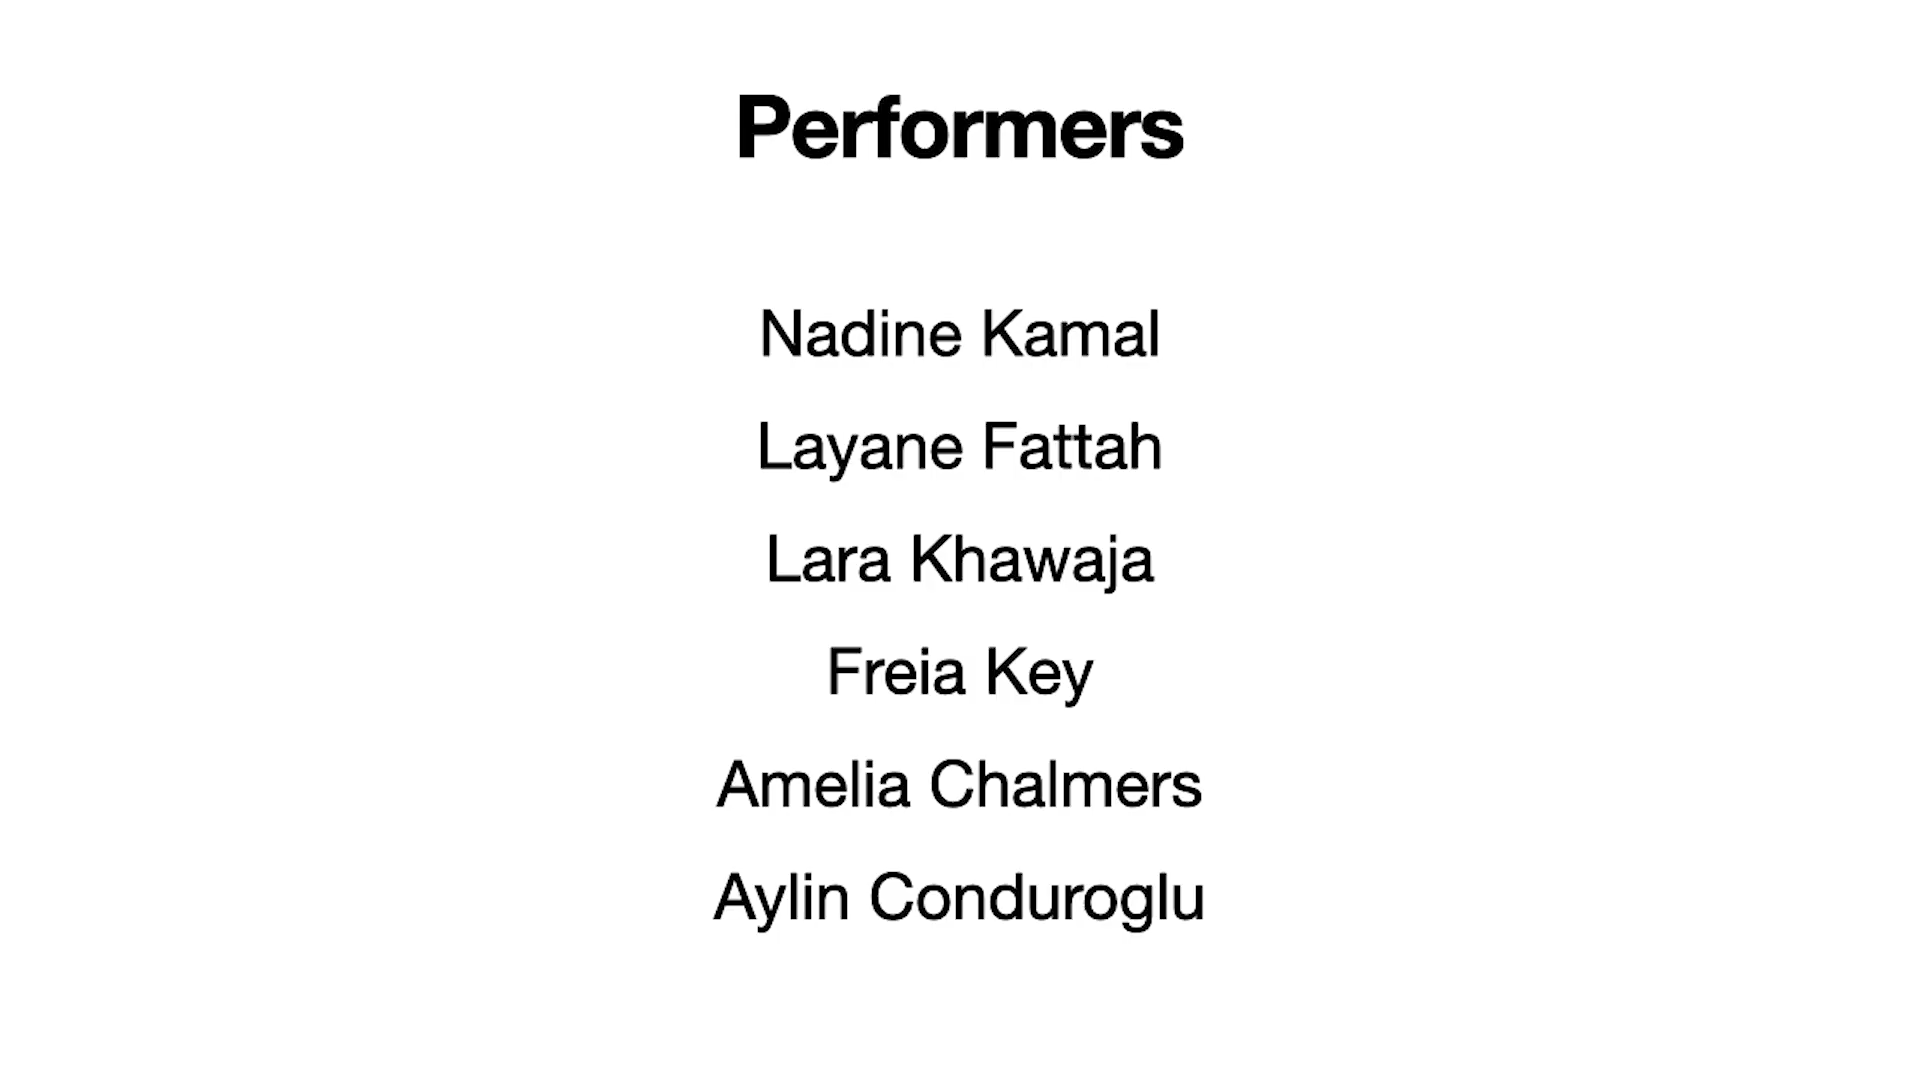 Performers
Nadine Kamal
Layane Fattah
Lara Khawaja
Freia Key
Amelia Chalmers
Aylin Conduroglu